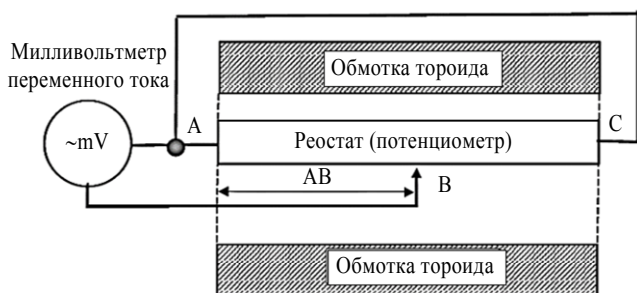 Милливольтметр
переменного тока
~mV
Обмотка тороида
A
Реостат (потенциометр)
C
AB
B
Обмотка тороида